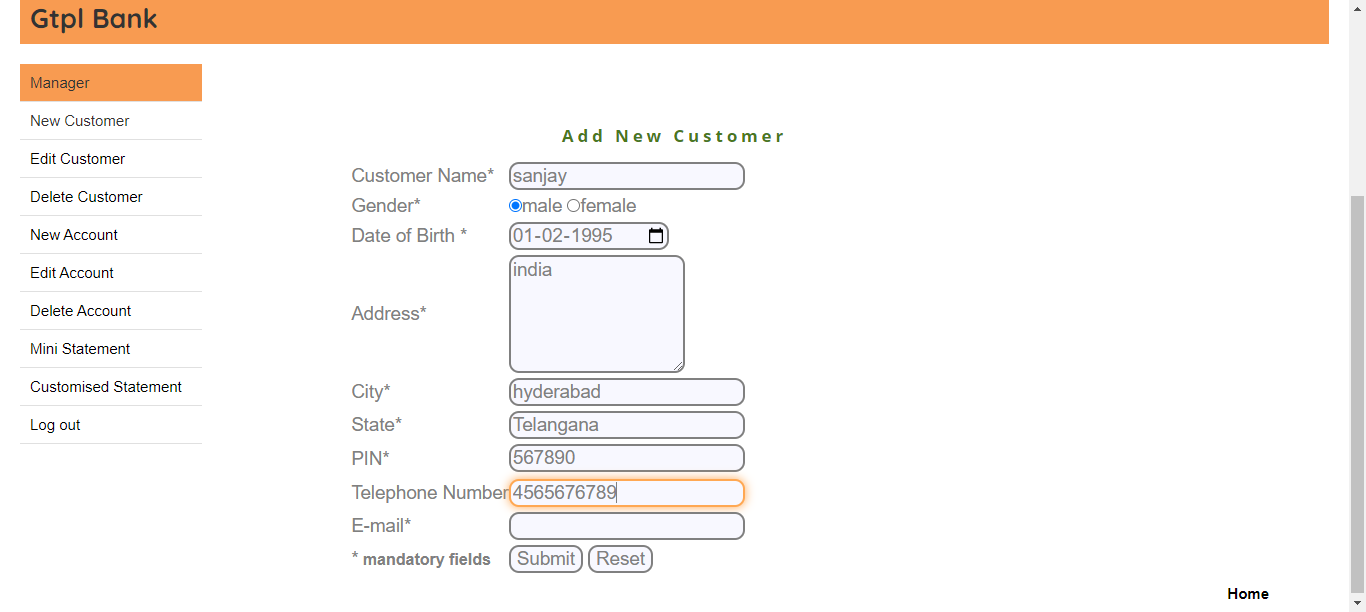 Gtpl Bank
Manager
New Customer
Edit Customer
Delete Customer
New Account
Edit Account
Delete Account
Mini Statement
Customised Statement
Log out
Add New Customer
Customer Name* sanjay
Gender* male female
Date of Birth * 01-02-1995
Address* india
City* hyderabad
State* Telangana
PIN* 567890
Telephone Number 4565676789
E-mail*
* mandatory fields Submit Reset
Home